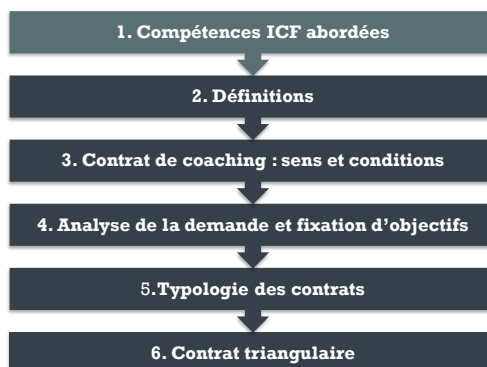 1. Compétences ICF abordées
2. Définitions
3. Contrat de coaching : sens et conditions
4. Analyse de la demande et fixation d’objectifs
5.Typologie des contrats
6. Contrat triangulaire